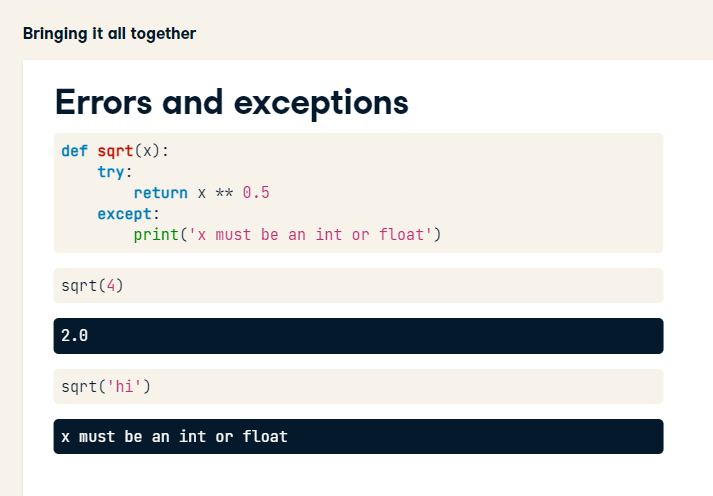 Bringing it all together
Errors and exceptions
def sqrt(x):
    try:
        return x ** 0.5
    except:
        print('x must be an int or float')
sqrt(4)
2.0
sqrt('hi')
x must be an int or float